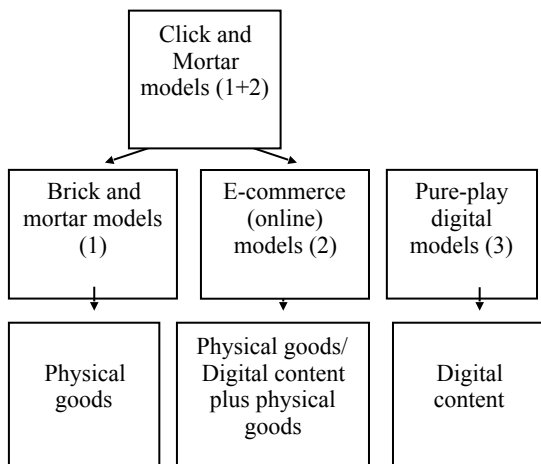 Click and
Mortar
models (1+2)
Brick and
mortar models
(1)
E-commerce
(online)
models (2)
Pure-play
digital
models (3)
Physical
goods
Physical goods/
Digital content
plus physical
goods
Digital
content